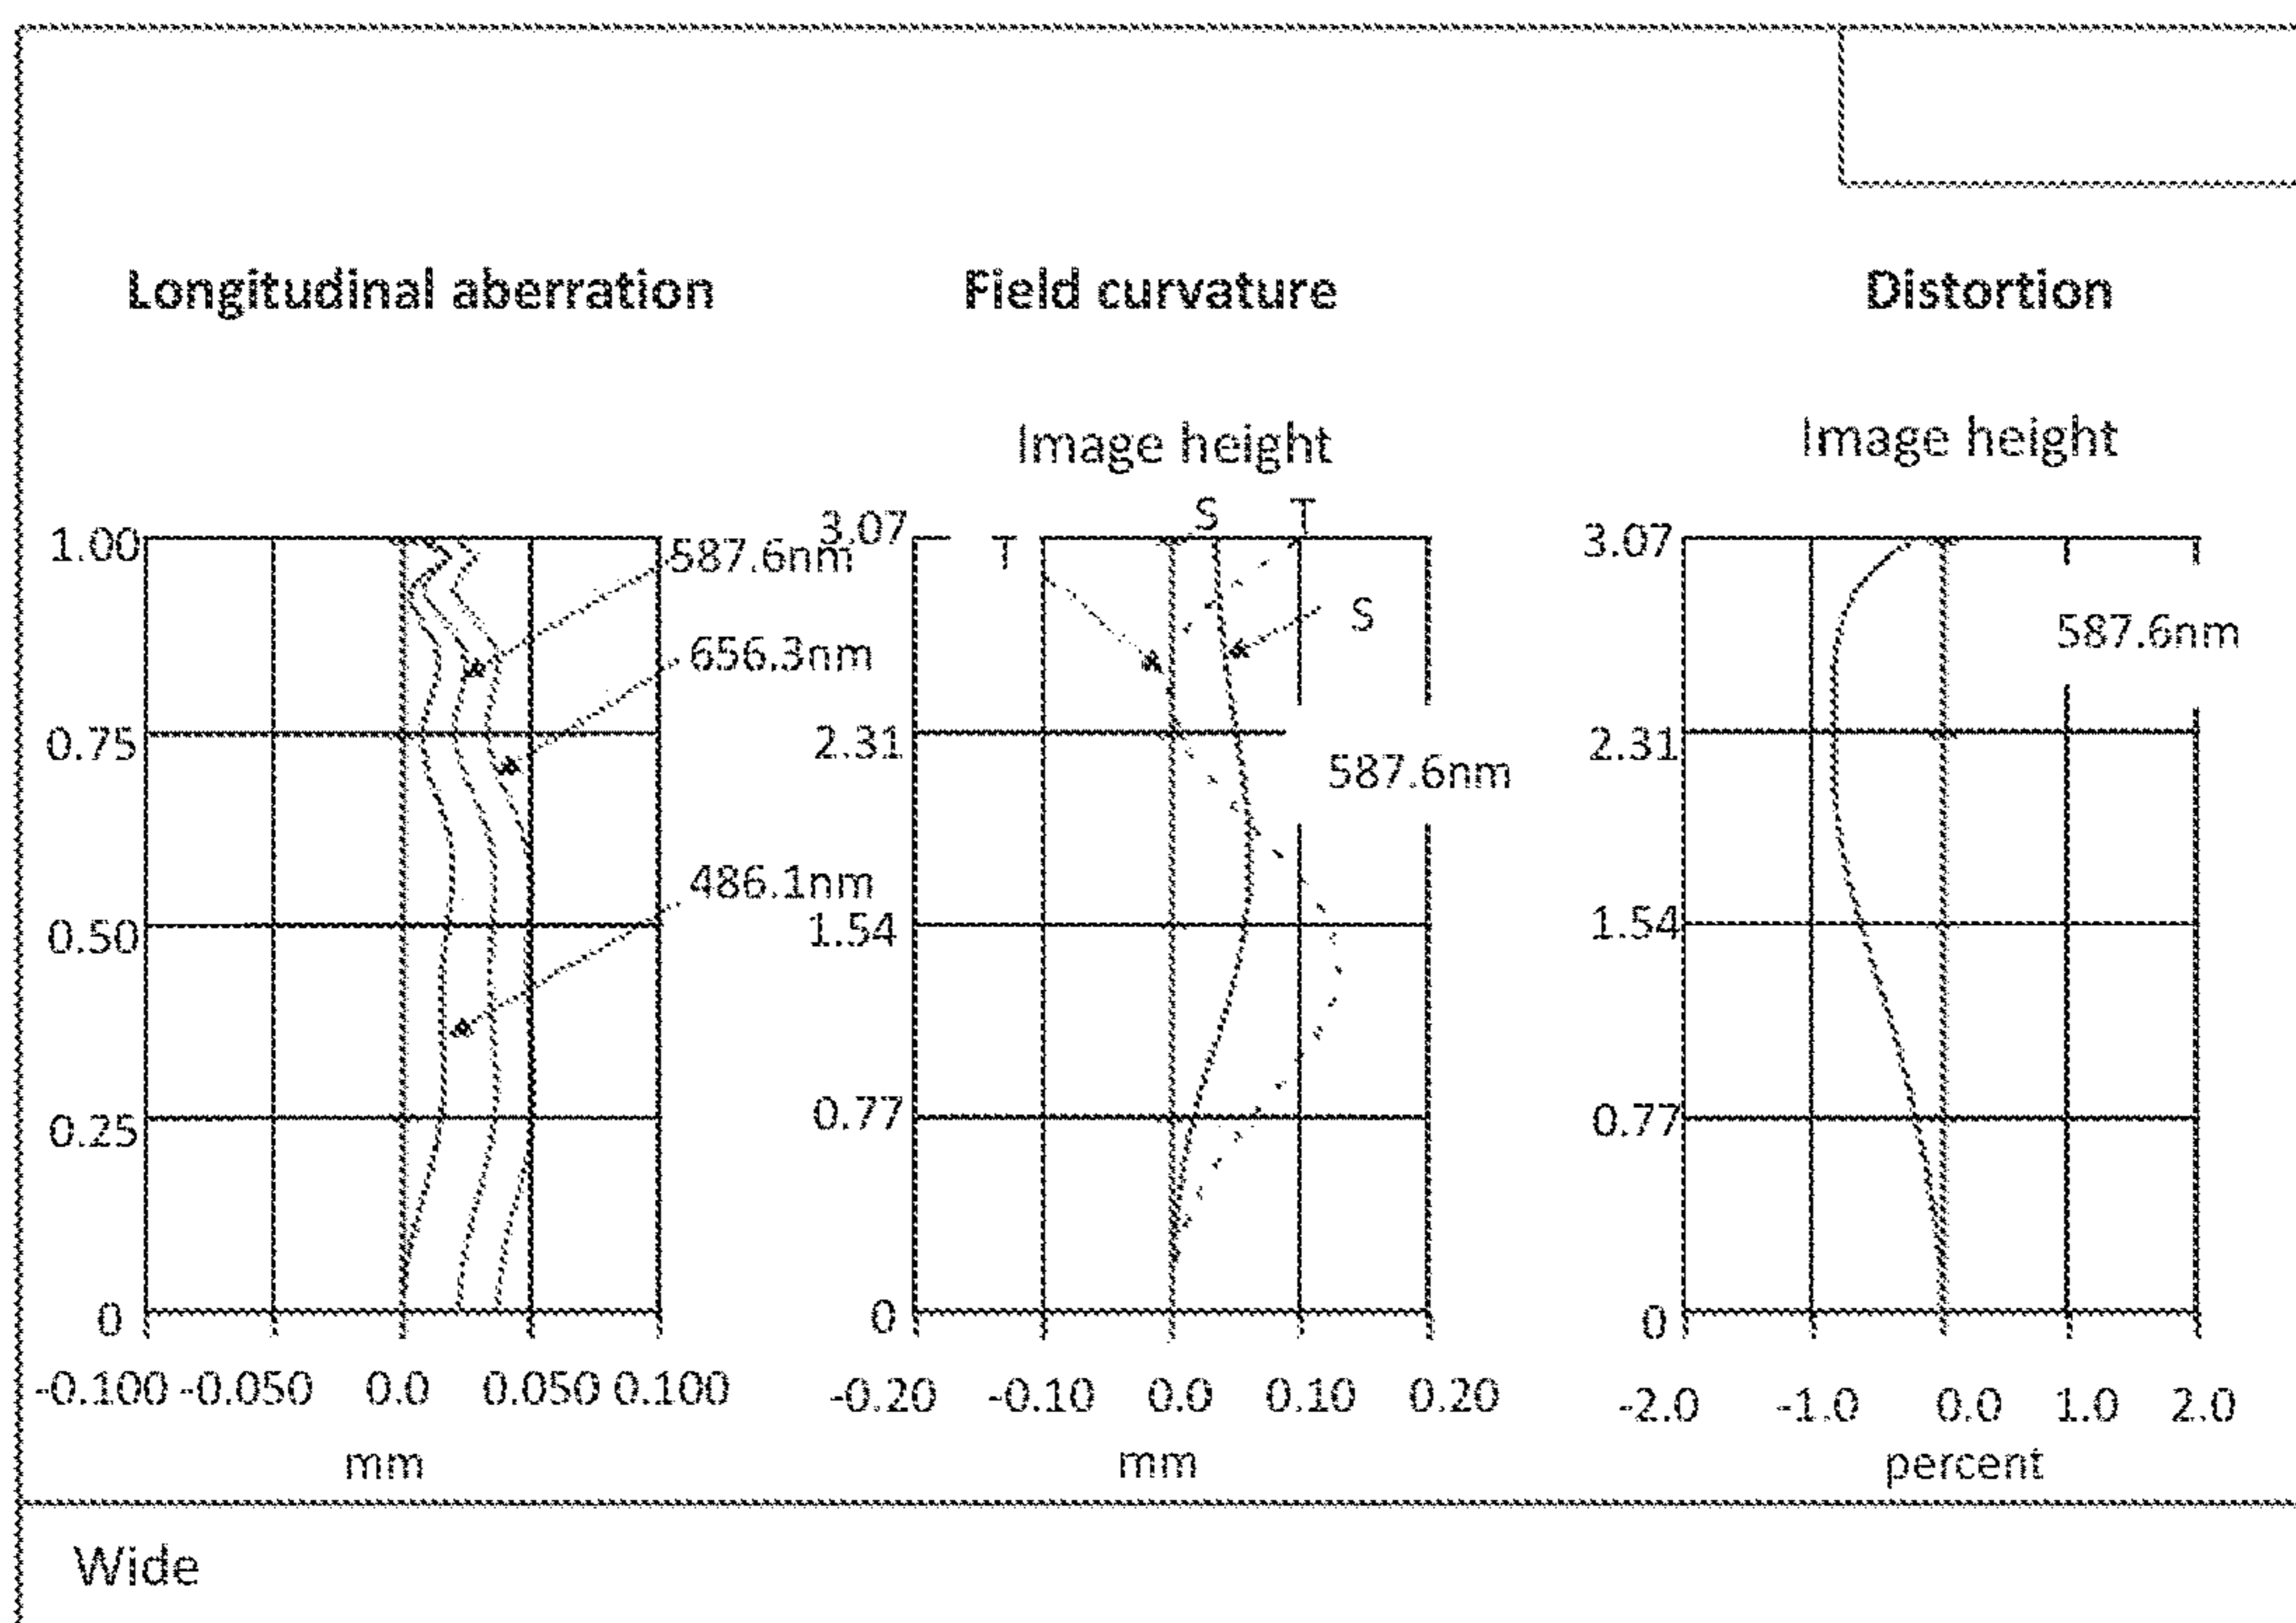 Longitudinal aberration
Field curvature
Distortion
Image height
Image height
1.00
0.75
0.50
0.25
0
587.6nm
656.3nm
486.1nm
-0.100 -0.050 0.0 0.050 0.100
mm
3.07
2.31
1.54
0.77
0
S T
T
S
587.6nm
-0.20 -0.10 0.0 0.10 0.20
mm
3.07
2.31
1.54
0.77
0
587.6nm
-2.0 -1.0 0.0 1.0 2.0
percent
Wide